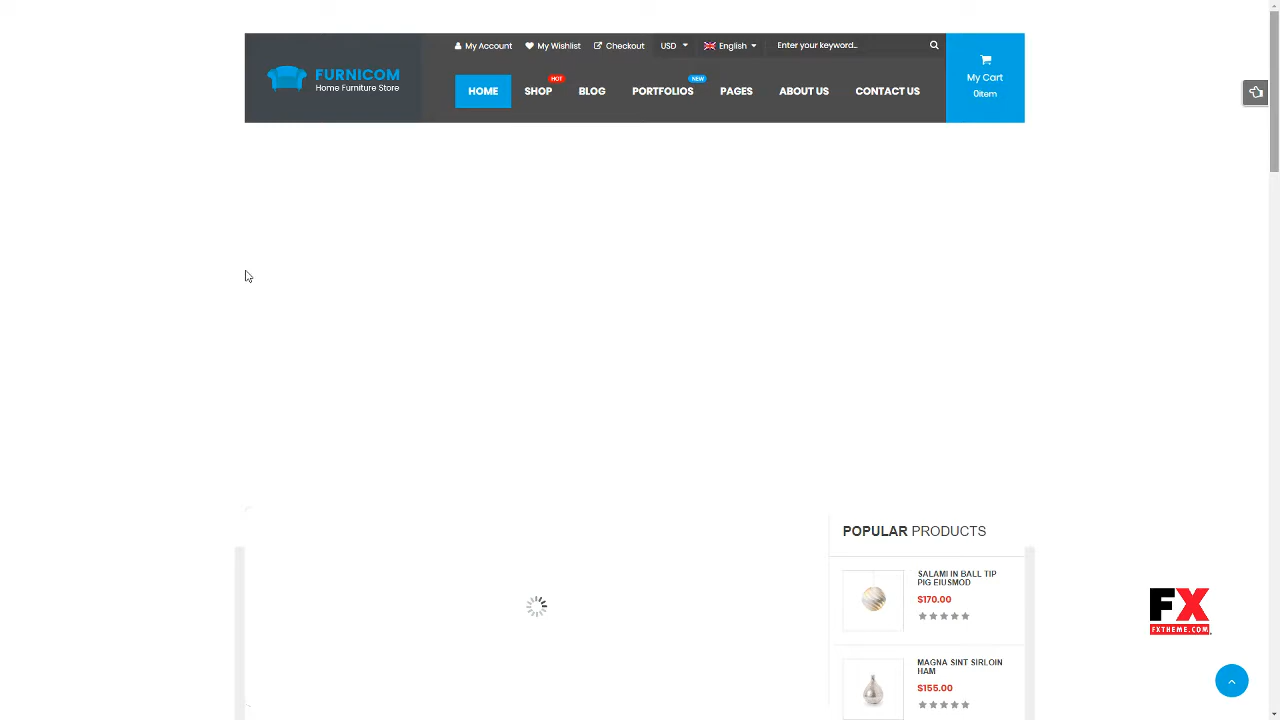 My Account
My Wishlist
Checkout
USD
English
Enter your keyword...
FURNICOM
Home Furniture Store
HOME
SHOP
HOT
BLOG
PORTFOLIOS
NEW
PAGES
ABOUT US
CONTACT US
My Cart
0item
POPULAR PRODUCTS
SALAMI IN BALL TIP
PIG EIUSMOD
$170.00
MAGNA SINT SIRLOIN
HAM
$155.00
FX
FXTHEME.COM